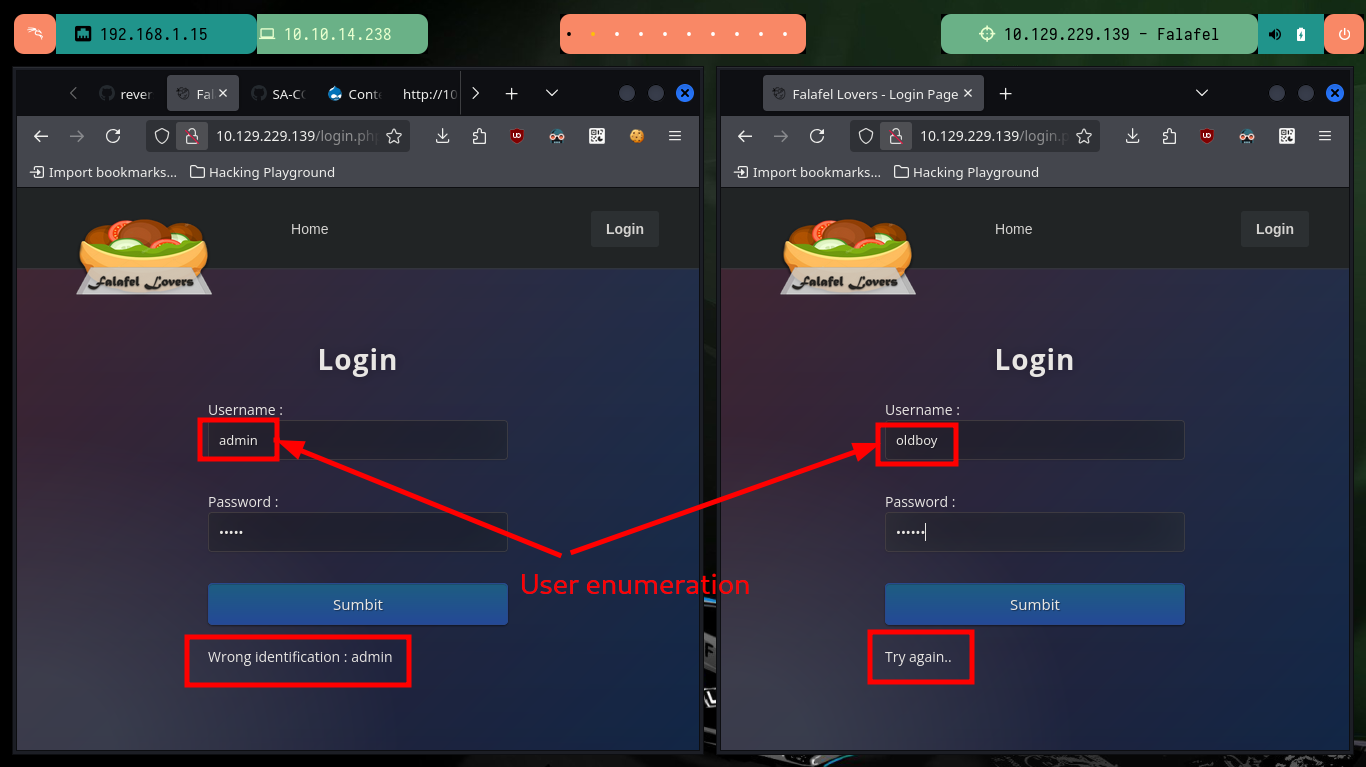 192.168.1.15
10.10.14.238
10.129.229.139 - Falafel
rever
Fal
SA-CO
Conte
http://10
10.129.229.139/login.php
Import bookmarks...
Hacking Playground
Falafel Lovers
Home
Login
Login
Username :
admin
Password :
•••••
Sumbit
Wrong identification : admin
Falafel Lovers - Login Page
10.129.229.139/login.p
Import bookmarks...
Hacking Playground
Falafel Lovers
Home
Login
Login
Username :
oldboy
Password :
••••••
Sumbit
Try again..
User enumeration